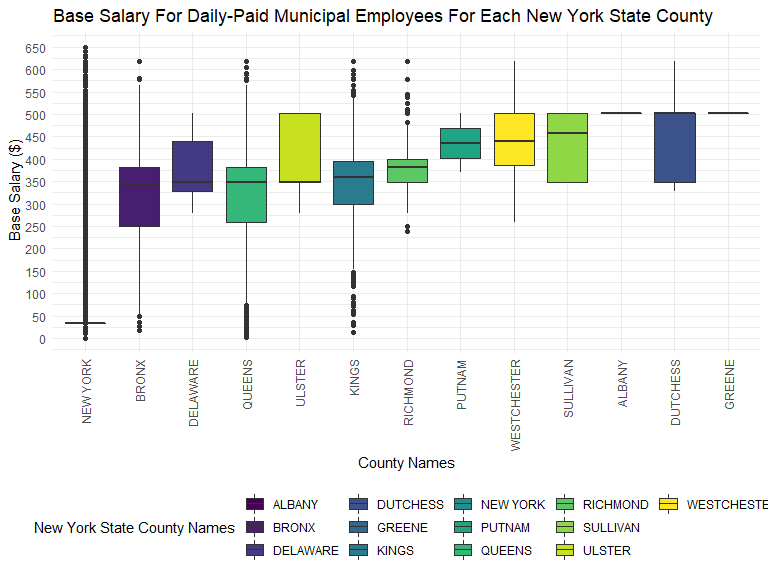 Base Salary For Daily-Paid Municipal Employees For Each New York State County
Base Salary ($)
650
600
550
500
450
400
350
300
250
200
150
100
50
0
NEW YORK
BRONX
DELAWARE
QUEENS
ULSTER
KINGS
RICHMOND
PUTNAM
WESTCHESTER
SULLIVAN
ALBANY
DUTCHESS
GREENE
County Names
New York State County Names
ALBANY DUTCHESS NEW YORK RICHMOND WESTCHESTE
BRONX GREENE PUTNAM SULLIVAN
DELAWARE KINGS QUEENS ULSTER